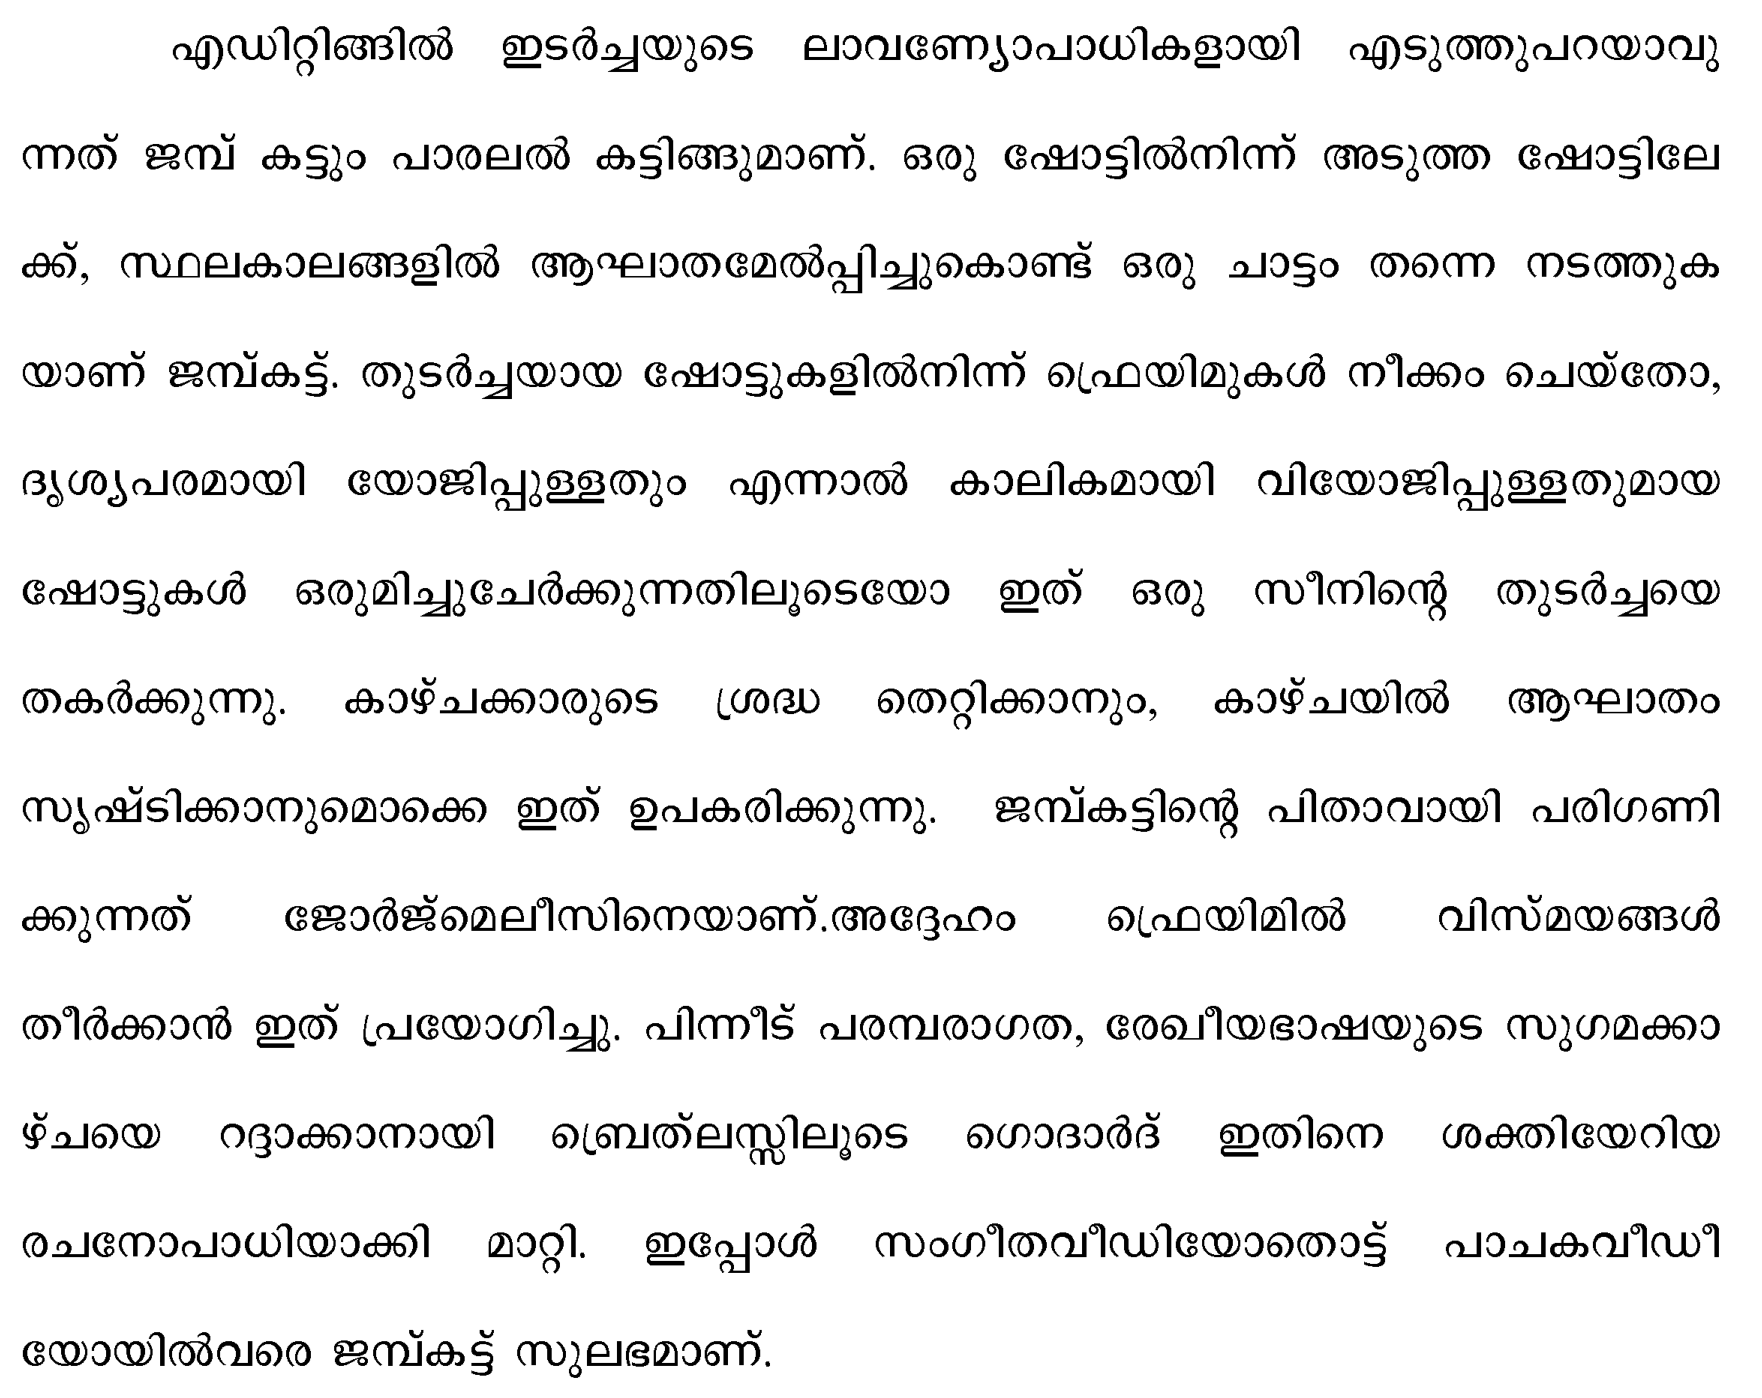 എഡിറ്റിങ്ങിൽ ഇടർച്ചയുടെ ലാവണ്യോപാധികളായി എടുത്തുപറയാവു
ന്നത് ജമ്പ് കട്ടും പാരലൽ കട്ടിങ്ങുമാണ്. ഒരു ഷോട്ടിൽനിന്ന് അടുത്ത ഷോട്ടിലേ
ക്ക്, സ്ഥലകാലങ്ങളിൽ ആഘാതമേൽപ്പിച്ചുകൊണ്ട് ഒരു ചാട്ടം തന്നെ നടത്തുക
യാണ് ജമ്പ്കട്ട്. തുടർച്ചയായ ഷോട്ടുകളിൽനിന്ന് ഫ്രെയിമുകൾ നീക്കം ചെയ്തോ,
ദൃശ്യപരമായി യോജിപ്പുള്ളതും എന്നാൽ കാലികമായി വിയോജിപ്പുള്ളതുമായ
ഷോട്ടുകൾ ഒരുമിച്ചുചേർക്കുന്നതിലൂടെയോ ഇത് ഒരു സീനിന്റെ തുടർച്ചയെ
തകർക്കുന്നു. കാഴ്ചക്കാരുടെ ശ്രദ്ധ തെറ്റിക്കാനും, കാഴ്ചയിൽ ആഘാതം
സൃഷ്ടിക്കാനുമൊക്കെ ഇത് ഉപകരിക്കുന്നു. ജമ്പ്കട്ടിന്റെ പിതാവായി പരിഗണി
ക്കുന്നത് ജോർജ്മെലീസിനെയാണ്.അദ്ദേഹം ഫ്രെയിമിൽ വിസ്മയങ്ങൾ
തീർക്കാൻ ഇത് പ്രയോഗിച്ചു. പിന്നീട് പരമ്പരാഗത, രേഖീയഭാഷയുടെ സുഗമക്കാ
ഴ്ചയെ റദ്ദാക്കാനായി ബ്രെത്‌ലസ്സിലൂടെ ഗൊദാർദ് ഇതിനെ ശക്തിയേറിയ
രചനോപാധിയാക്കി മാറ്റി. ഇപ്പോൾ സംഗീതവീഡിയോതൊട്ട് പാചകവീഡീ
യോയിൽവരെ ജമ്പ്കട്ട് സുലഭമാണ്.